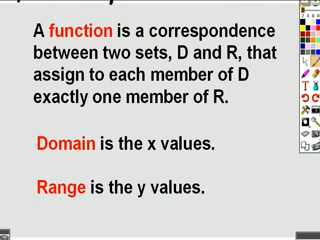 A function is a correspondence
between two sets, D and R, that
assign to each member of D
exactly one member of R.
Domain is the x values.
Range is the y values.